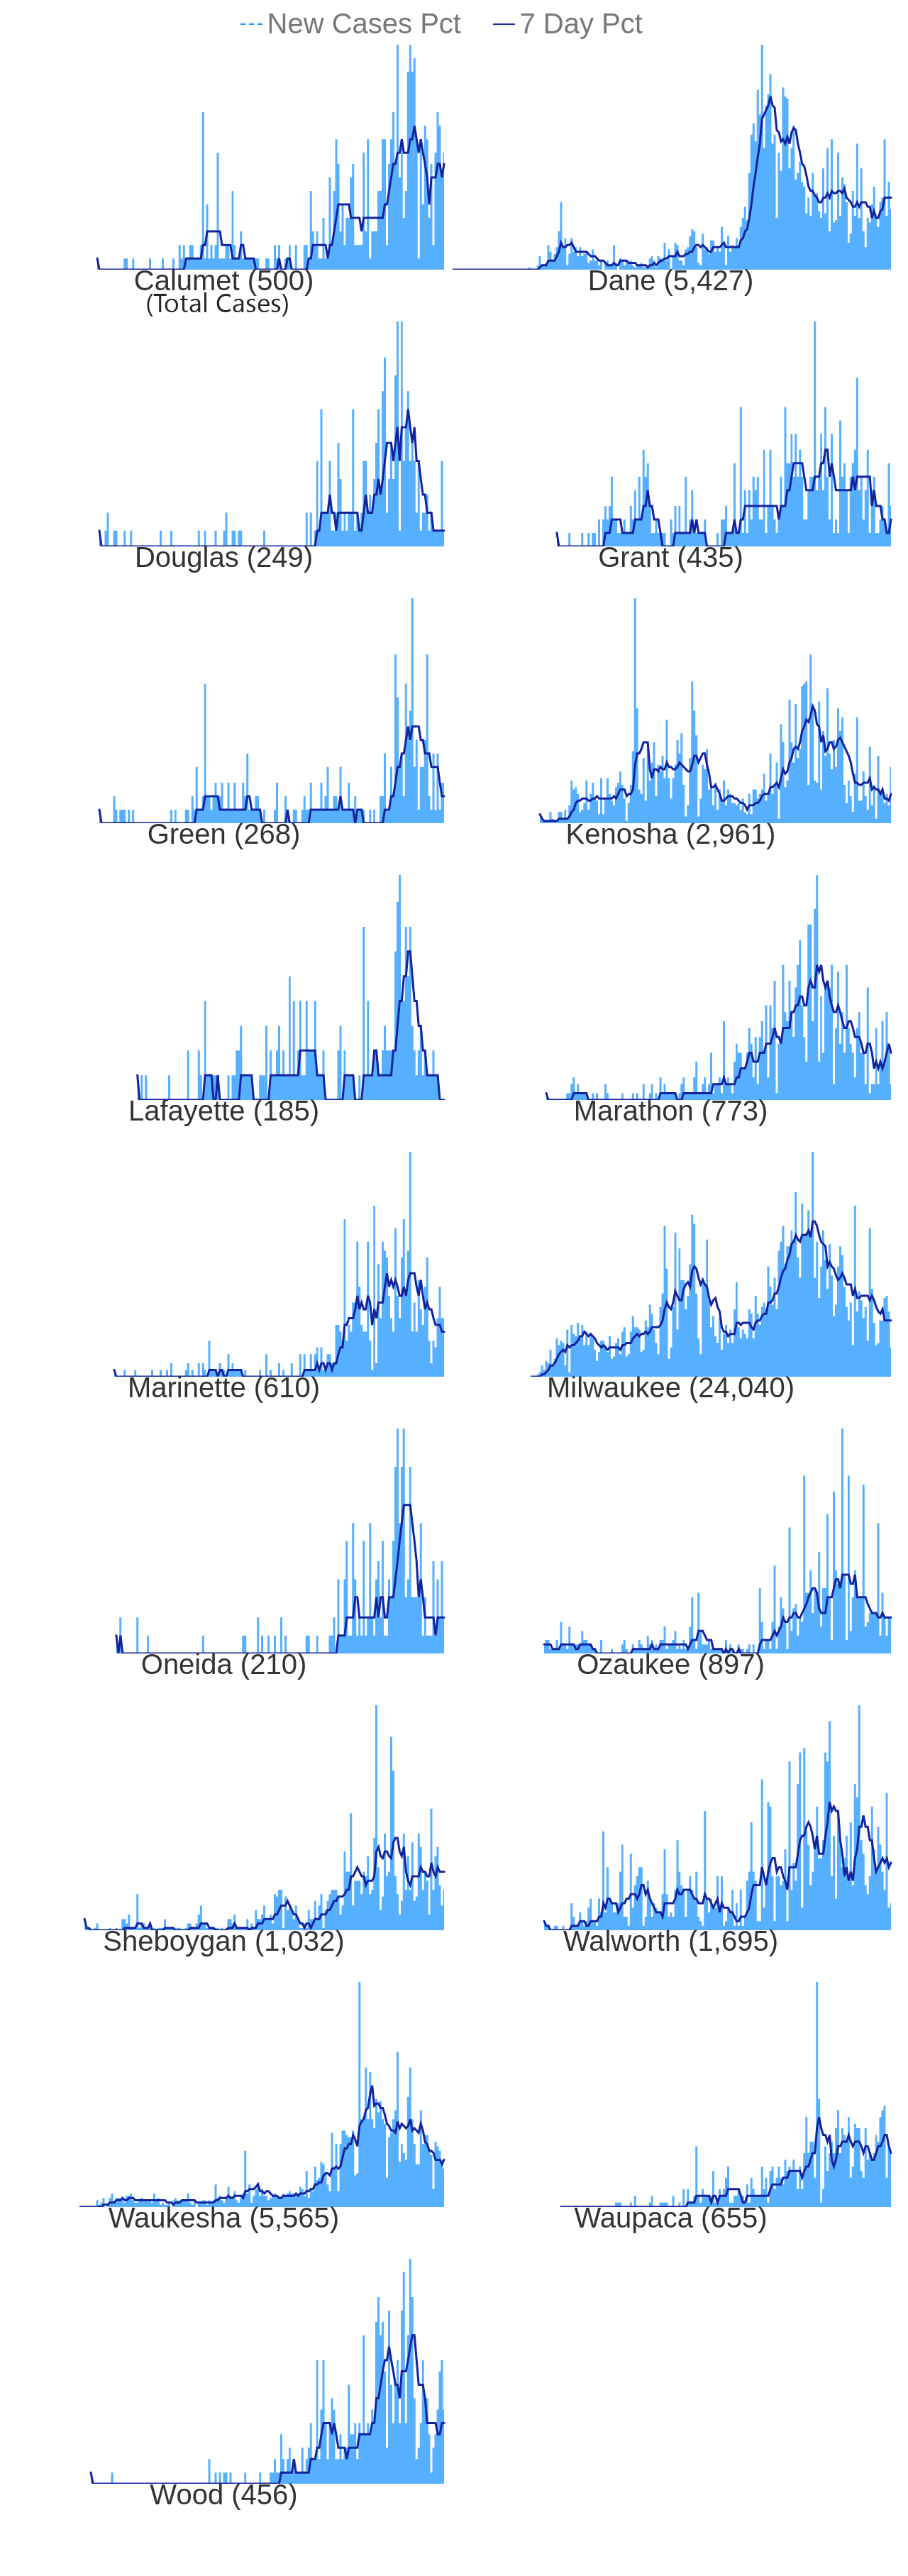 New Cases Pct 7 Day Pct
Calumet (500) Dane (5,427)
(Total Cases)
Douglas (249) Grant (435)
Green (268) Kenosha (2,961)
Lafayette (185) Marathon (773)
Marinette (610) Milwaukee (24,040)
Oneida (210) Ozaukee (897)
Sheboygan (1,032) Walworth (1,695)
Waukesha (5,565) Waupaca (655)
Wood (456)